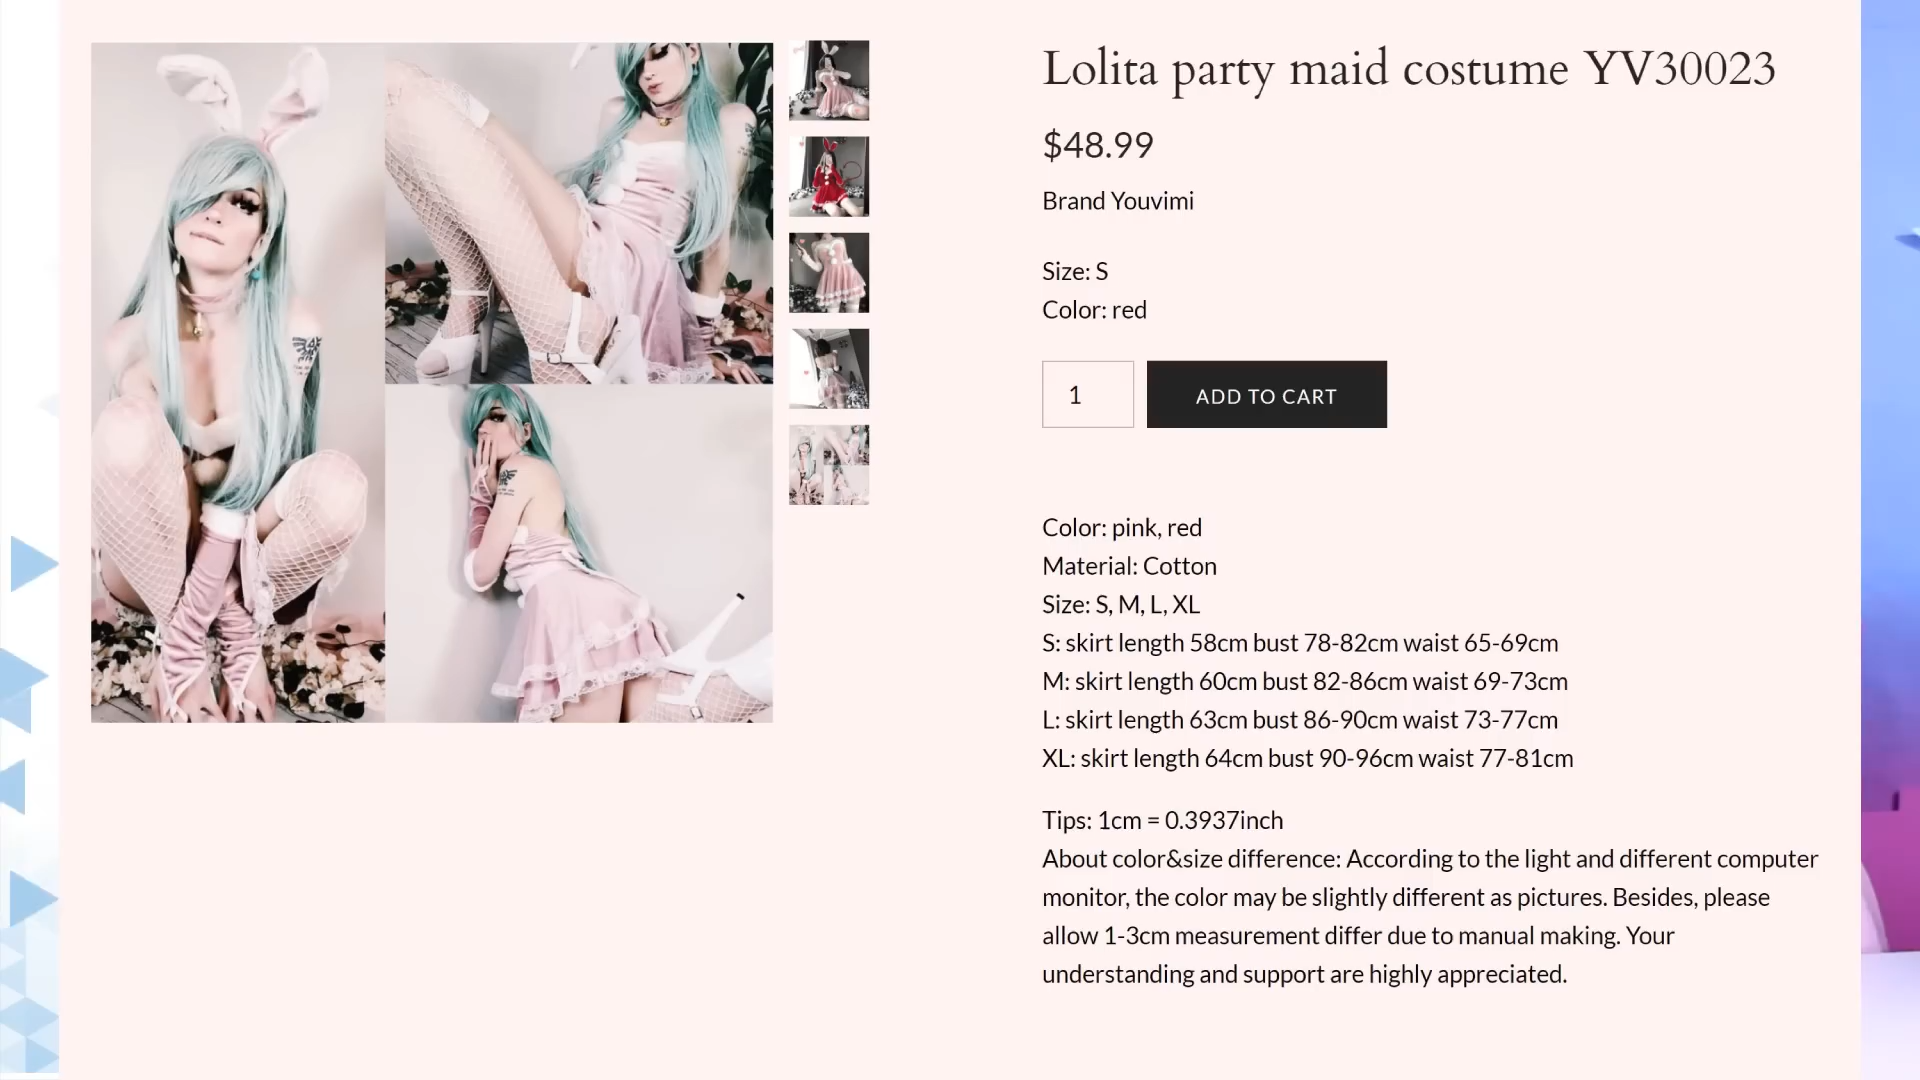 Lolita party maid costume YV30023
$48.99
Brand Youvimi
Size: S
Color: red
1
ADD TO CART
Color: pink, red
Material: Cotton
Size: S, M, L, XL
S: skirt length 58cm bust 78-82cm waist 65-69cm
M: skirt length 60cm bust 82-86cm waist 69-73cm
L: skirt length 63cm bust 86-90cm waist 73-77cm
XL: skirt length 64cm bust 90-96cm waist 77-81cm
Tips: 1cm = 0.3937inch
About color&size difference: According to the light and different computer
monitor, the color may be slightly different as pictures. Besides, please
allow 1-3cm measurement differ due to manual making. Your
understanding and support are highly appreciated.